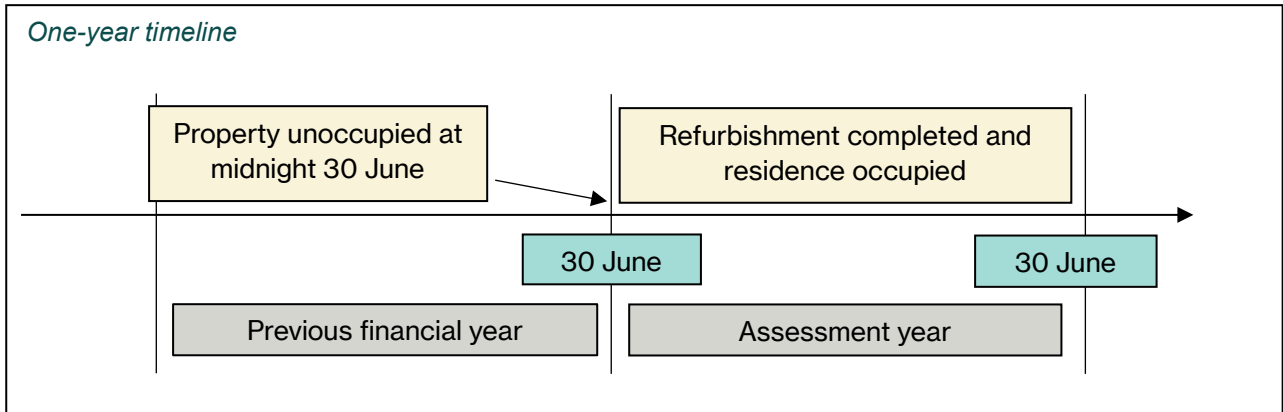 One-year timeline
Property unoccupied at
midnight 30 June
Refurbishment completed and
residence occupied
30 June
30 June
Previous financial year
Assessment year